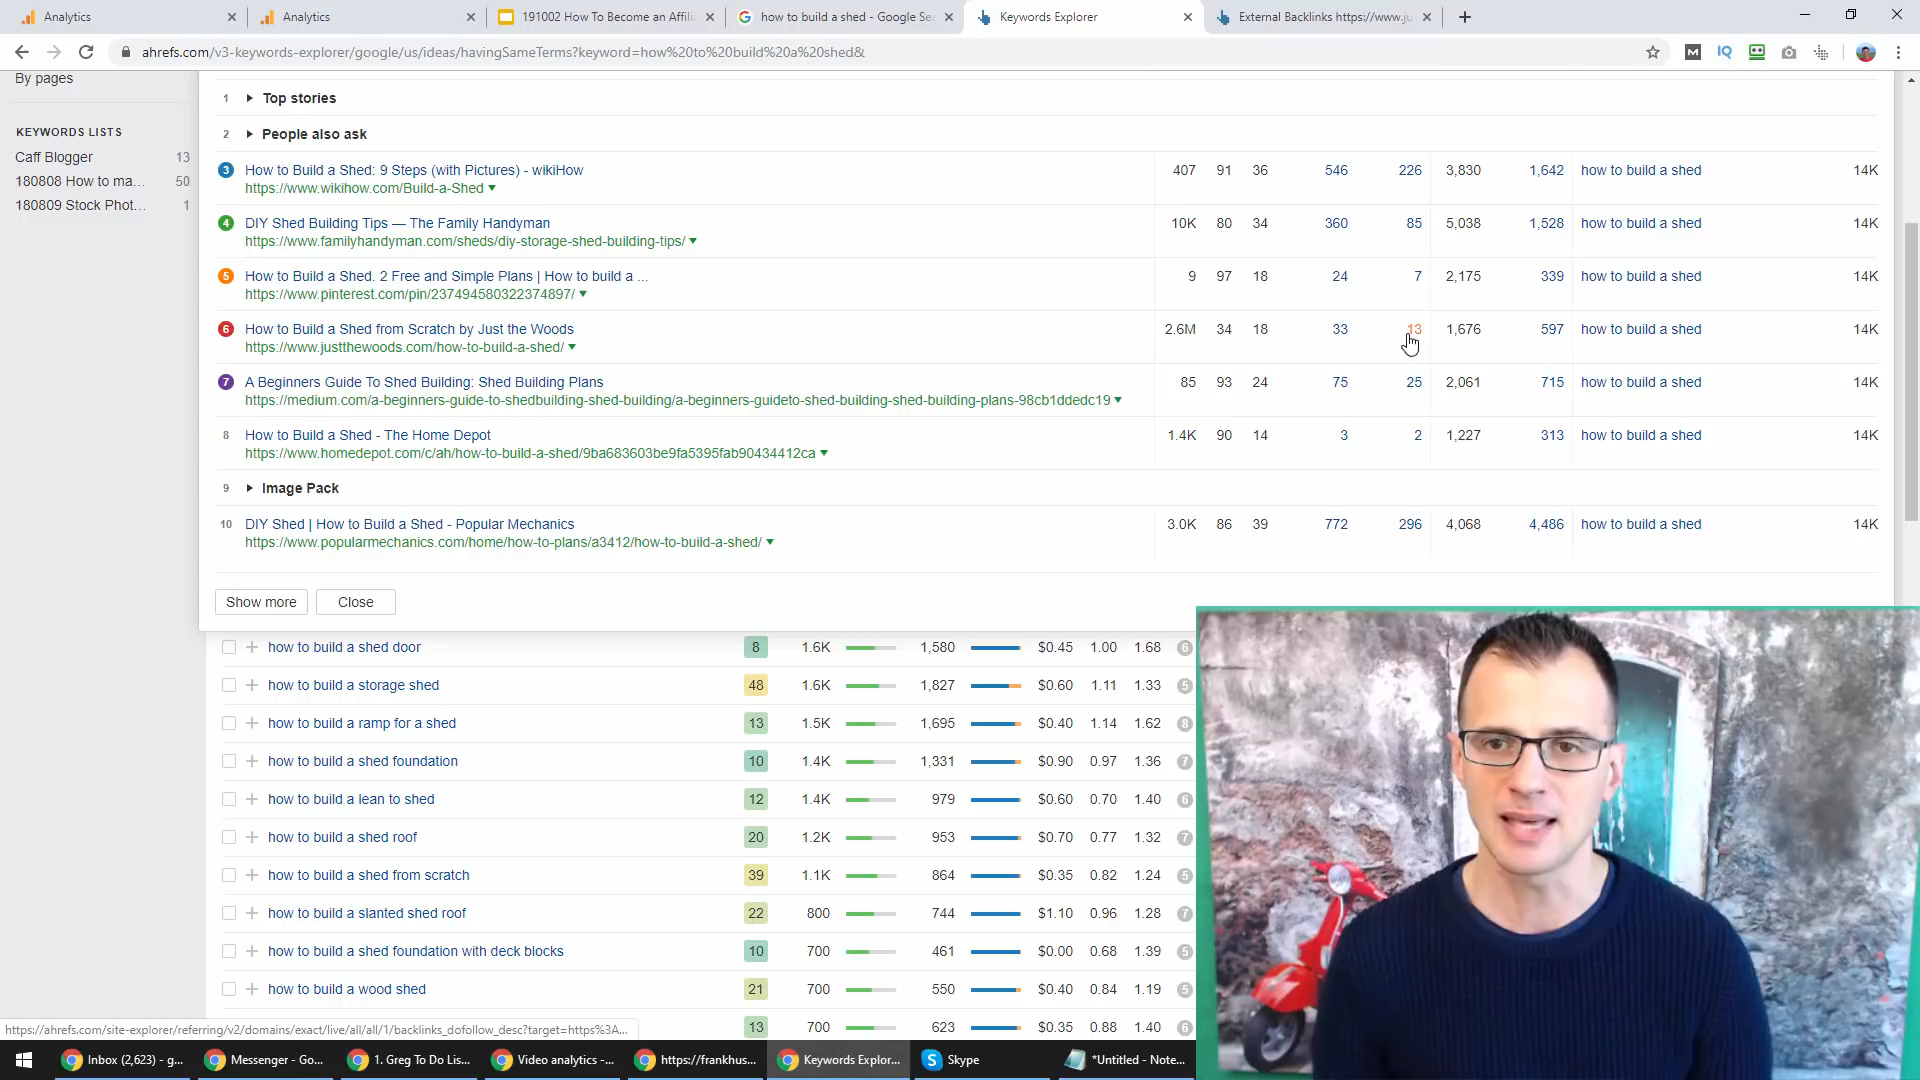 Analytics
Analytics
191002 How To Become an Affilia
how to build a shed - Google Sea
Keywords Explorer
External Backlinks https://www.ju
ahrefs.com/v3-keywords-explorer/google/us/ideas/havingSameTerms?keyword=how%20to%20build%20a%20shed&
By pages
KEYWORDS LISTS
Caff Blogger 13
180808 How to ma... 50
180809 Stock Phot... 1
1 Top stories
2 People also ask
3 How to Build a Shed: 9 Steps (with Pictures) - wikiHow 407 91 36 546 226 3,830 1,642 how to build a shed 14K
https://www.wikihow.com/Build-a-Shed
4 DIY Shed Building Tips — The Family Handyman 10K 80 34 360 85 5,038 1,528 how to build a shed 14K
https://www.familyhandyman.com/sheds/diy-storage-shed-building-tips/
5 How to Build a Shed. 2 Free and Simple Plans | How to build a ... 9 97 18 24 7 2,175 339 how to build a shed 14K
https://www.pinterest.com/pin/237494580322374897/
6 How to Build a Shed from Scratch by Just the Woods 2.6M 34 18 33 13 1,676 597 how to build a shed 14K
https://www.justthewoods.com/how-to-build-a-shed/
7 A Beginners Guide To Shed Building: Shed Building Plans 85 93 24 75 25 2,061 715 how to build a shed 14K
https://medium.com/a-beginners-guide-to-shedbuilding-shed-building/a-beginners-guideto-shed-building-shed-building-plans-98cb1ddedc19
8 How to Build a Shed - The Home Depot 1.4K 90 14 3 2 1,227 313 how to build a shed 14K
https://www.homedepot.com/c/ah/how-to-build-a-shed/9ba683603be9fa5395fab90434412ca
9 Image Pack
10 DIY Shed | How to Build a Shed - Popular Mechanics 3.0K 86 39 772 296 4,068 4,486 how to build a shed 14K
https://www.popularmechanics.com/home/how-to-plans/a3412/how-to-build-a-shed/
Show more Close
how to build a shed door 8 1.6K 1,580 $0.45 1.00 1.68 6
how to build a storage shed 48 1.6K 1,827 $0.60 1.11 1.33 5
how to build a ramp for a shed 13 1.5K 1,695 $0.40 1.14 1.62 8
how to build a shed foundation 10 1.4K 1,331 $0.90 0.97 1.36 7
how to build a lean to shed 12 1.4K 979 $0.60 0.70 1.40 6
how to build a shed roof 20 1.2K 953 $0.70 0.77 1.32 7
how to build a shed from scratch 39 1.1K 864 $0.35 0.82 1.24 5
how to build a slanted shed roof 22 800 744 $1.10 0.96 1.28 7
how to build a shed foundation with deck blocks 10 700 461 $0.00 0.68 1.39 5
how to build a wood shed 21 700 550 $0.40 0.84 1.19 5
13 700 623 $0.35 0.88 1.40 6
https://ahrefs.com/site-explorer/referring/v2/domains/exact/live/all/all/1/backlinks_dofollow_desc?target=https%3A...
Inbox (2,623) - g...
Messenger - Go...
1. Greg To Do Lis...
Video analytics -...
https://frankhus...
Keywords Explor...
Skype
*Untitled - Note...